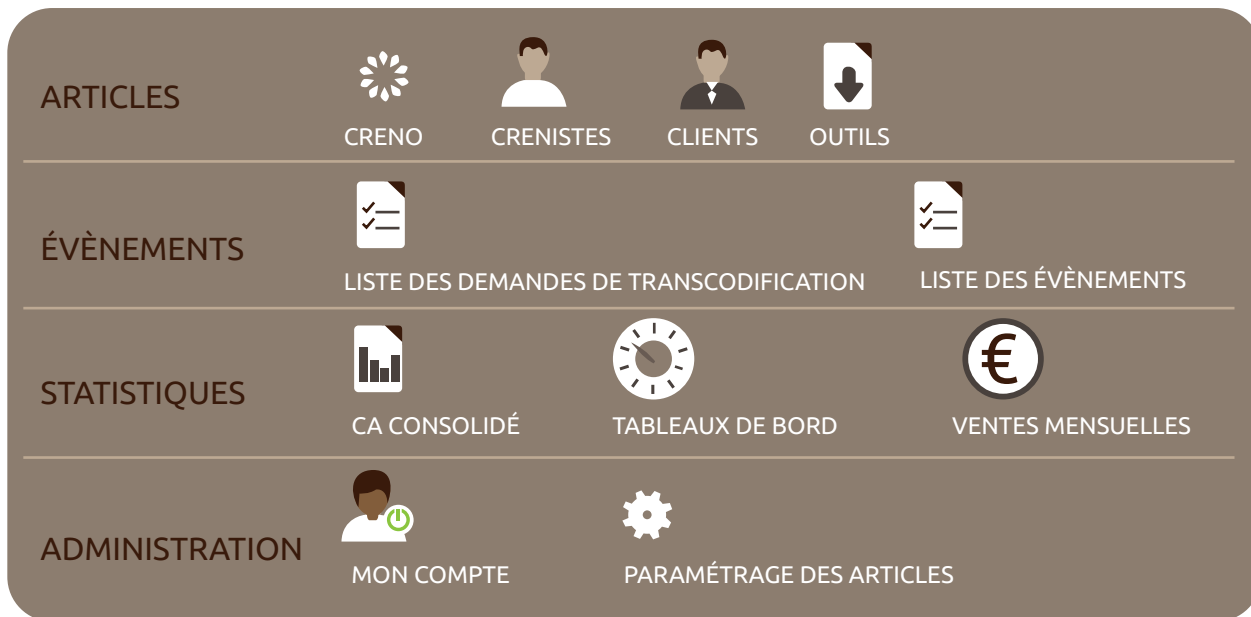 ARTICLES
CRENO
CRENISTES
CLIENTS
OUTILS
ÉVÈNEMENTS
LISTE DES DEMANDES DE TRANSCODIFICATION
LISTE DES ÉVÈNEMENTS
STATISTIQUES
€
CA CONSOLIDÉ
TABLEAUX DE BORD
VENTES MENSUELLES
ADMINISTRATION
MON COMPTE
PARAMÉTRAGE DES ARTICLES